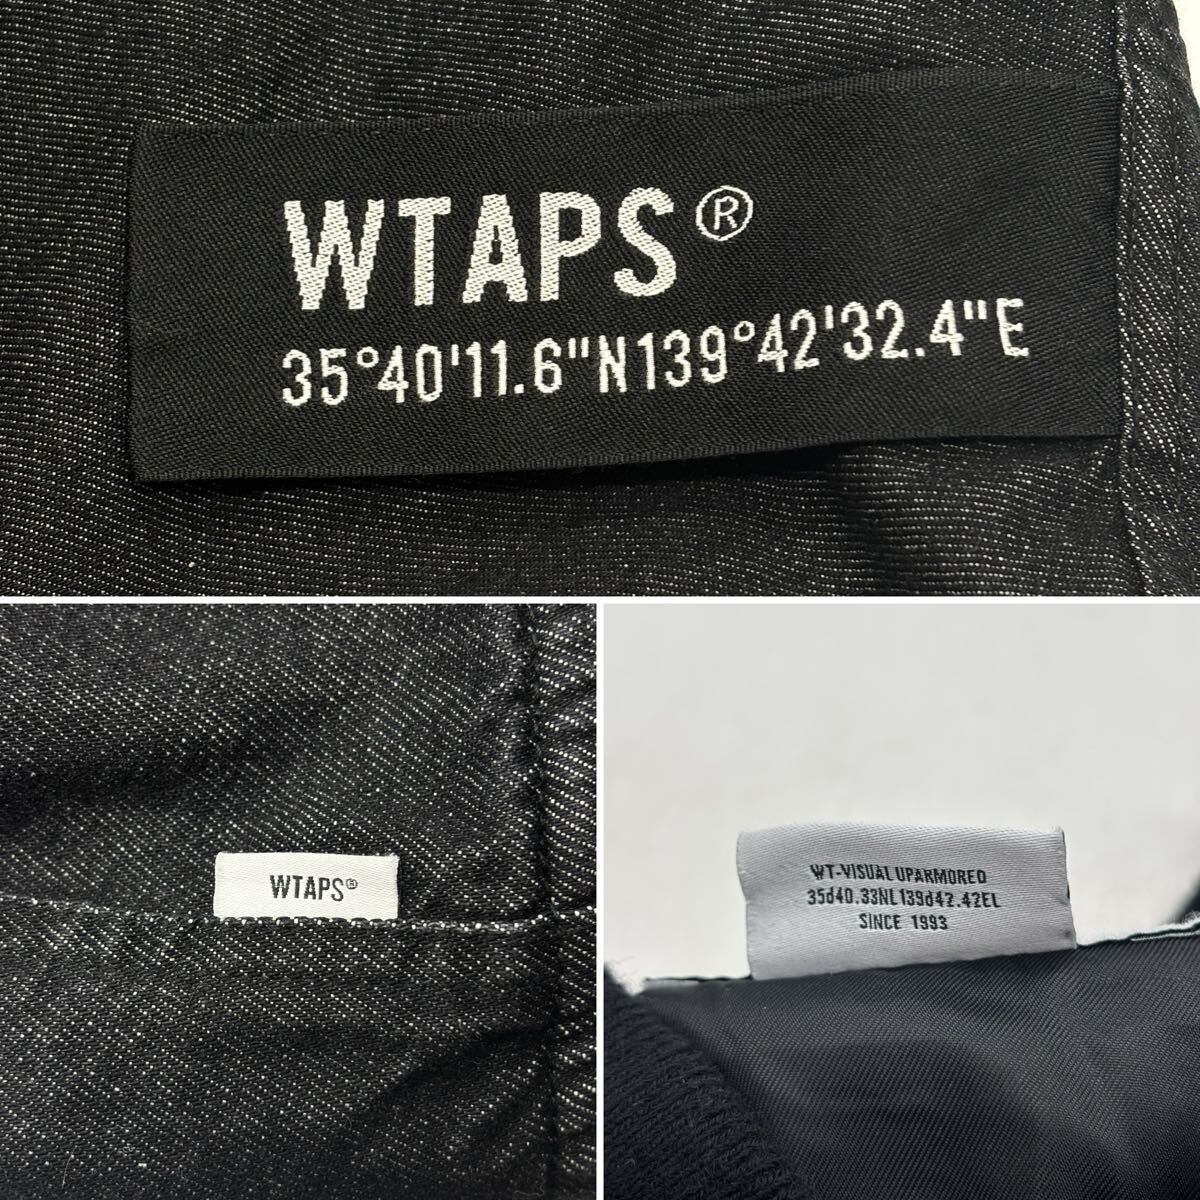 WTAPS®
35°40'11.6"N139°42'32.4"E
WTAPS®
WT-VISUAL UPARMORED
35d40.33NL139d42.42EL
SINCE 1993